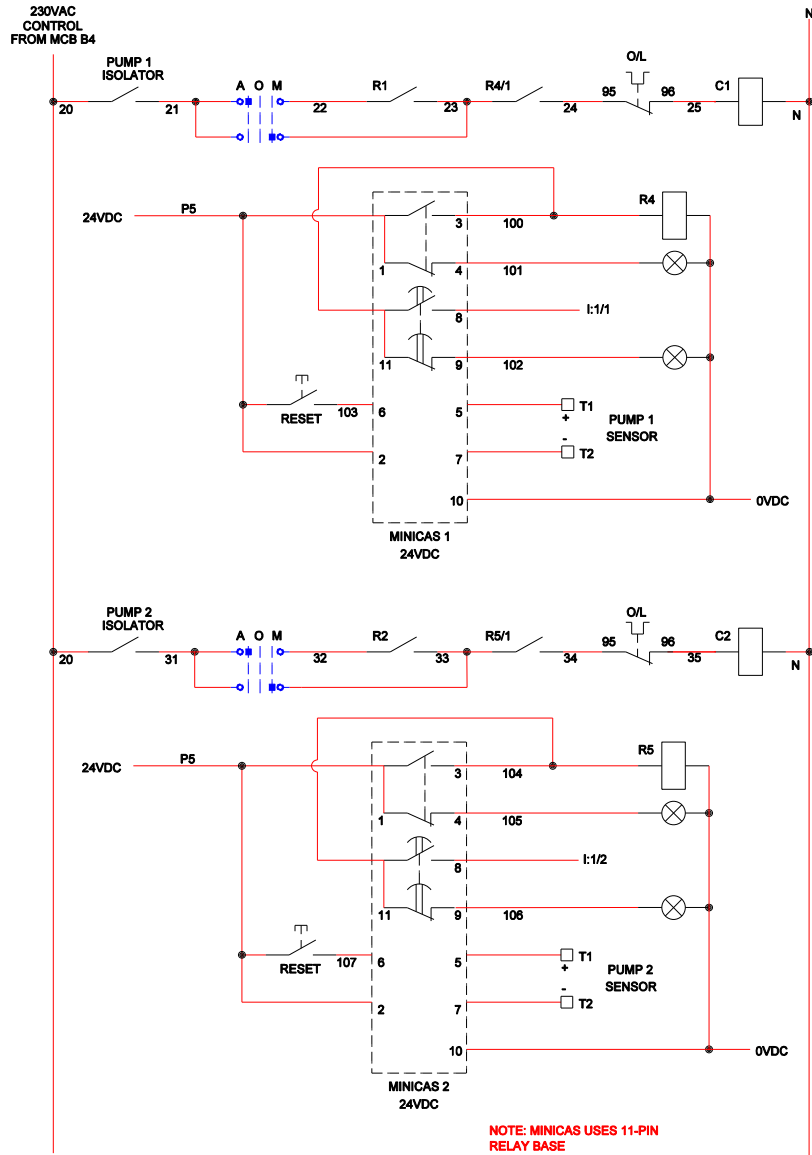 230VAC
CONTROL
FROM MCB B4
N
PUMP 1
ISOLATOR
A O M
R1
R4/1
O/L
C1
20
21
22
23
24
95
96
25
N
24VDC
P5
3
100
R4
1
4
101
8
I:1/1
11
9
102
RESET
103
6
5
T1
+
PUMP 1
SENSOR
-
T2
2
7
10
0VDC
MINICAS 1
24VDC
PUMP 2
ISOLATOR
A O M
R2
R5/1
O/L
C2
20
31
32
33
34
95
96
35
N
24VDC
P5
3
104
R5
1
4
105
8
I:1/2
11
9
106
RESET
107
6
5
T1
+
PUMP 2
SENSOR
-
T2
2
7
10
0VDC
MINICAS 2
24VDC
NOTE: MINICAS USES 11-PIN
RELAY BASE